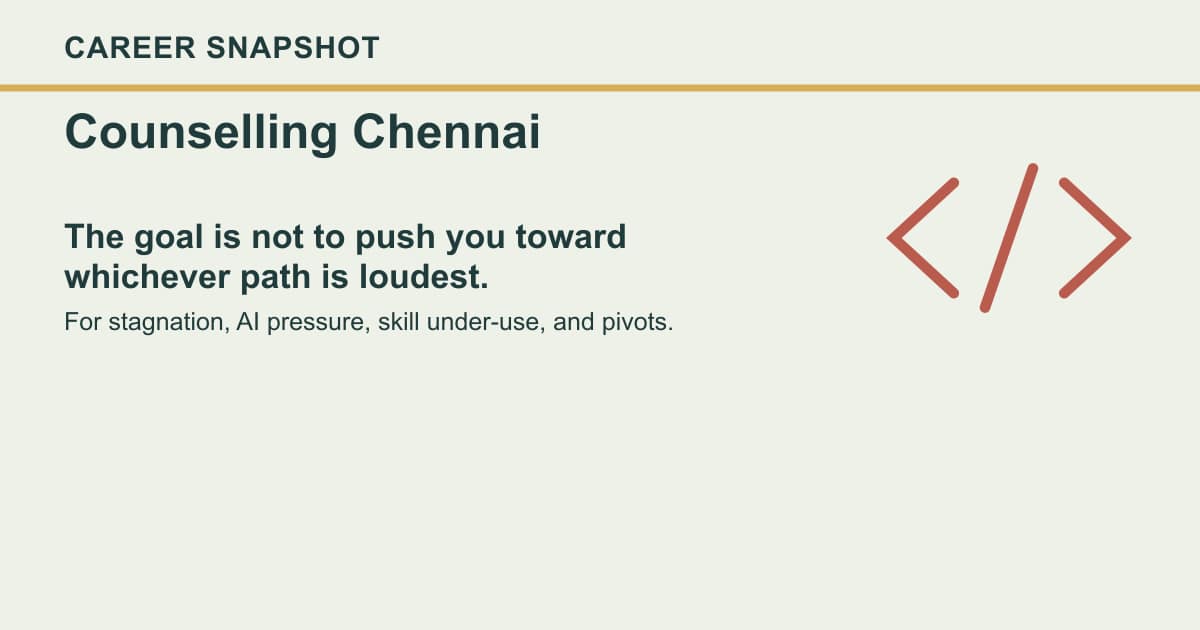 CAREER SNAPSHOT
Counselling Chennai
The goal is not to push you toward
whichever path is loudest.
For stagnation, AI pressure, skill under-use, and pivots.